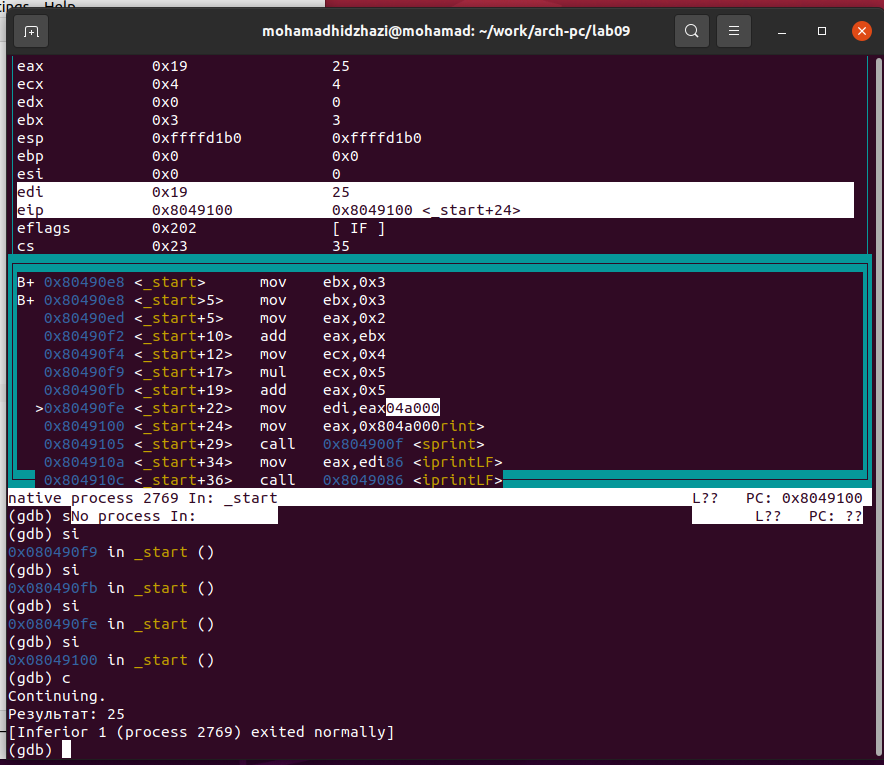 Help
mohamadhidzhazi@mohamad: ~/work/arch-pc/lab09
eax 0x19 25
ecx 0x4 4
edx 0x0 0
ebx 0x3 3
esp 0xffffd1b0 0xffffd1b0
ebp 0x0 0x0
esi 0x0 0
edi 0x19 25
eip 0x8049100 0x8049100 <_start+24>
eflags 0x202 [ IF ]
cs 0x23 35
B+ 0x80490e8 <_start> mov ebx,0x3
B+ 0x80490e8 <_start>5> mov ebx,0x3
0x80490ed <_start+5> mov eax,0x2
0x80490f2 <_start+10> add eax,ebx
0x80490f4 <_start+12> mov ecx,0x4
0x80490f9 <_start+17> mul ecx,0x5
0x80490fb <_start+19> add eax,0x5
>0x80490fe <_start+22> mov edi,eax04a000
0x8049100 <_start+24> mov eax,0x804a000rint>
0x8049105 <_start+29> call 0x804900f <sprint>
0x804910a <_start+34> mov eax,edi86 <iprintLF>
0x804910c <_start+36> call 0x8049086 <iprintLF>
native process 2769 In: _start L?? PC: 0x8049100
(gdb) sNo process In: L?? PC: ??
(gdb) si
0x080490f9 in _start ()
(gdb) si
0x080490fb in _start ()
(gdb) si
0x080490fe in _start ()
(gdb) si
0x08049100 in _start ()
(gdb) c
Continuing.
Результат: 25
[Inferior 1 (process 2769) exited normally]
(gdb)